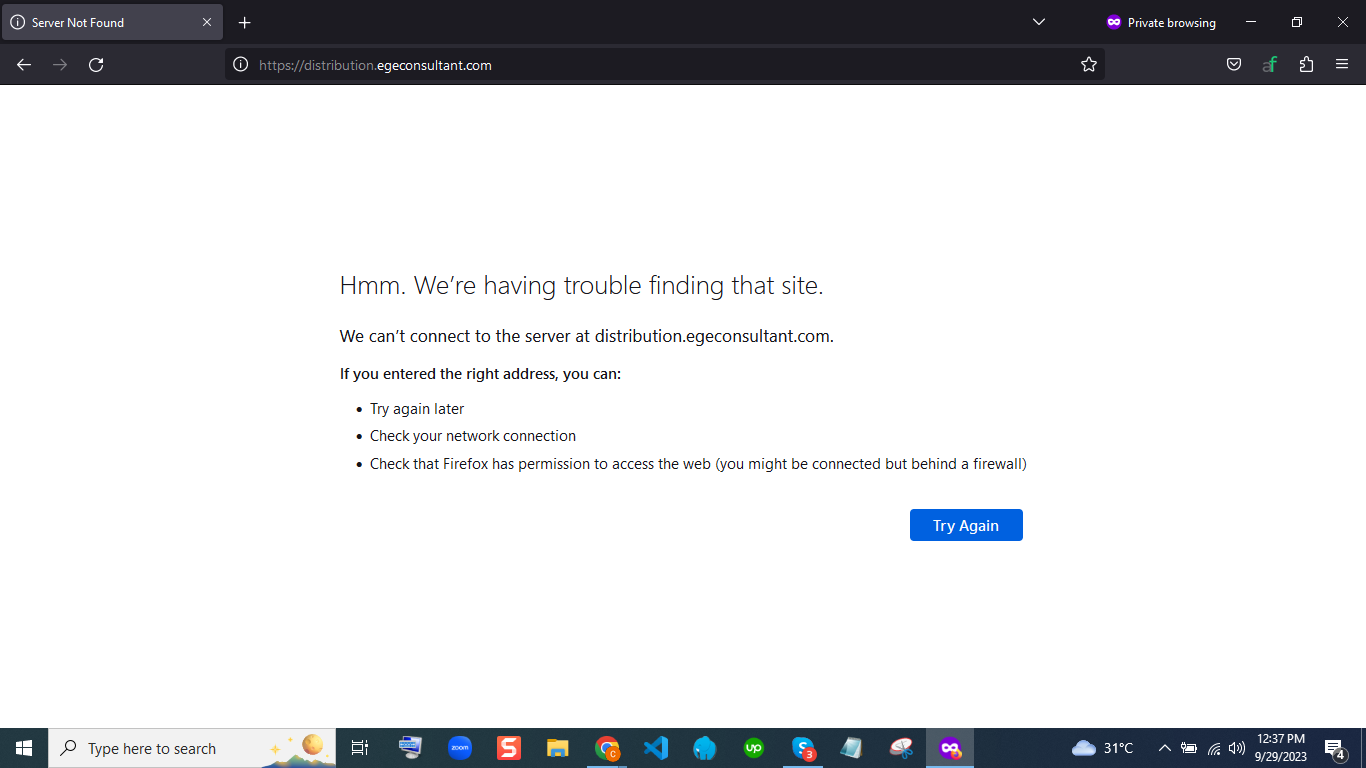 Server Not Found
Private browsing
https://distribution.egeconsultant.com
Hmm. We’re having trouble finding that site.
We can’t connect to the server at distribution.egeconsultant.com.
If you entered the right address, you can:
• Try again later
• Check your network connection
• Check that Firefox has permission to access the web (you might be connected but behind a firewall)
Try Again
Type here to search
zoom
S
C
up
3
31°C
12:37 PM
9/29/2023
4